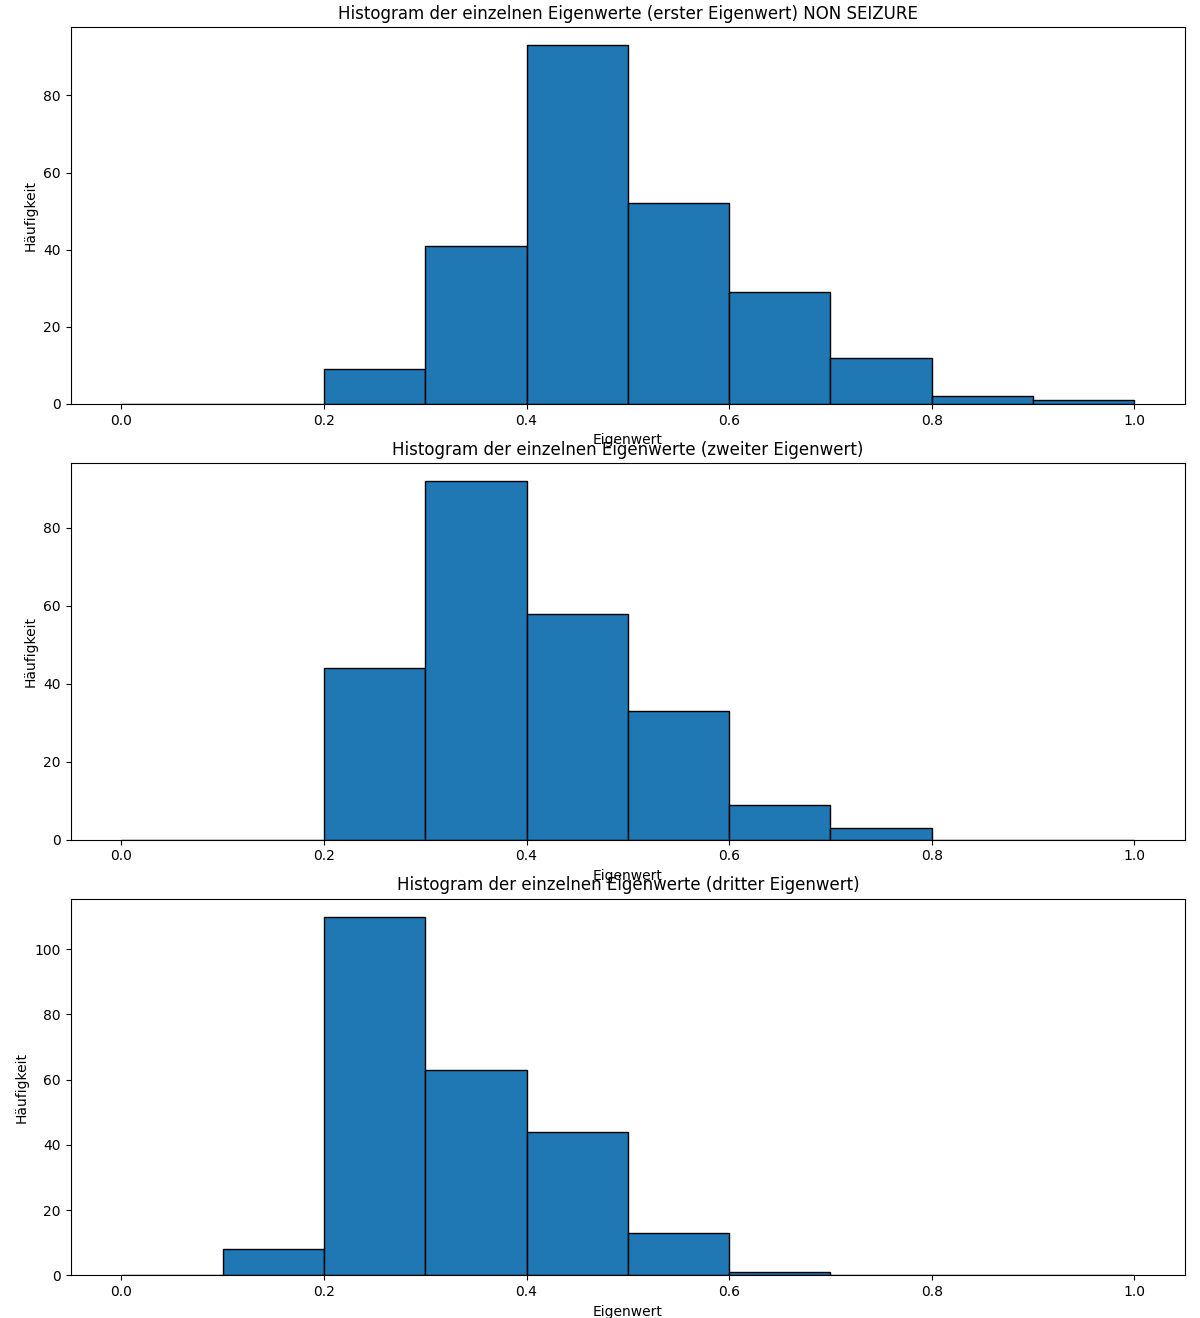 Histogram der einzelnen Eigenwerte (erster Eigenwert) NON SEIZURE
80
60
40
20
0
Häufigkeit
0.0 0.2 0.4 0.6 0.8 1.0
Eigenwert
Histogram der einzelnen Eigenwerte (zweiter Eigenwert)
80
60
40
20
0
Häufigkeit
0.0 0.2 0.4 0.6 0.8 1.0
Eigenwert
Histogram der einzelnen Eigenwerte (dritter Eigenwert)
100
80
60
40
20
0
Häufigkeit
0.0 0.2 0.4 0.6 0.8 1.0
Eigenwert